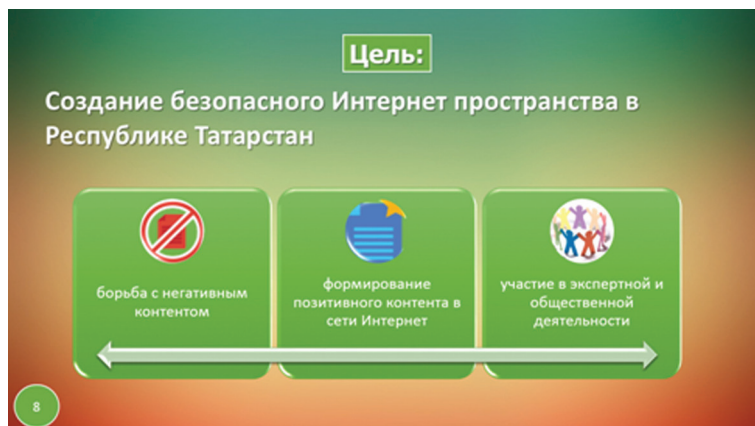 Цель:
Создание безопасного Интернет пространства в
Республике Татарстан
борьба с негативным
контентом
формирование
позитивного контента в
сети Интернет
участие в экспертной и
общественной
деятельности
8